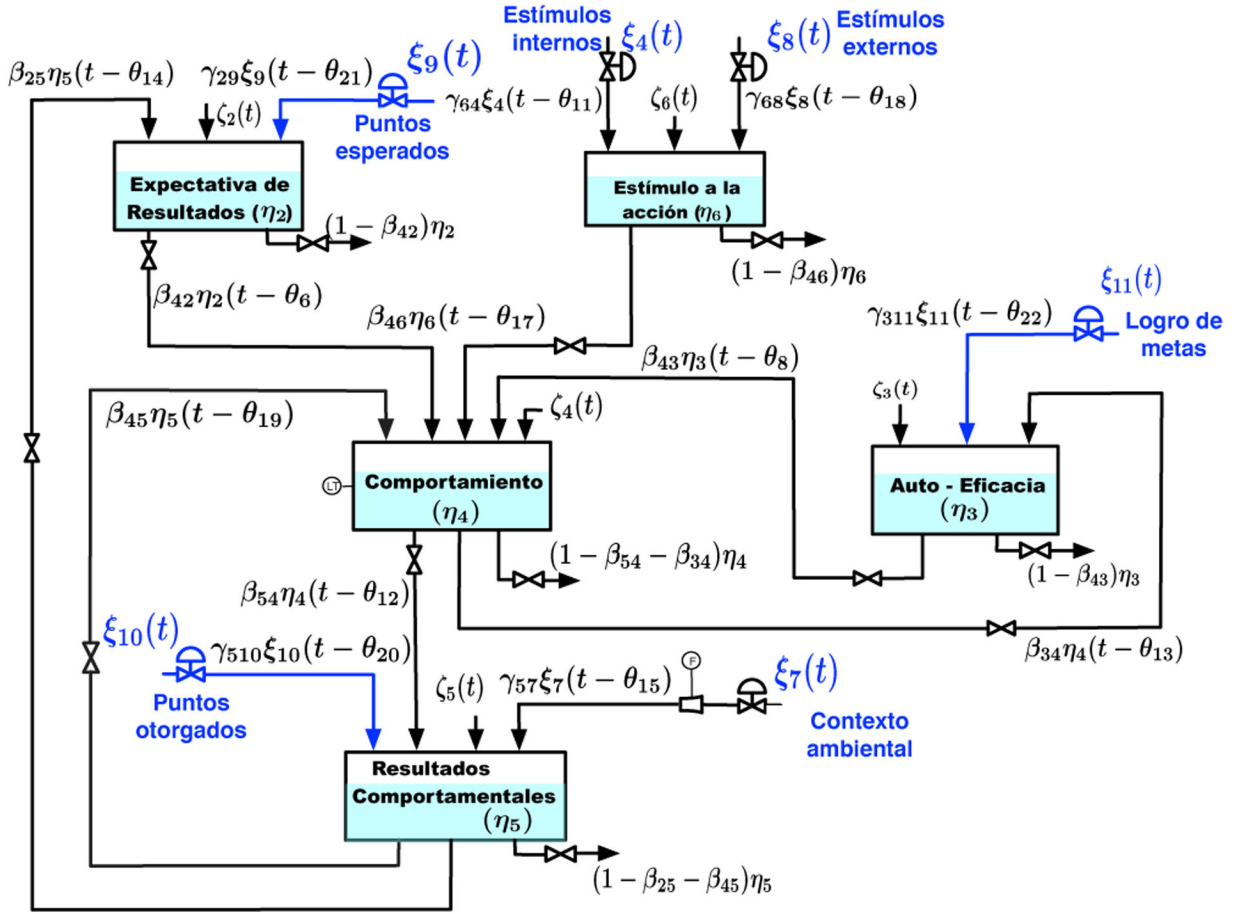 Estímulos
internos
ξ₄(t)
ξ₈(t)
Estímulos
externos
β₂₅η₅(t − θ₁₄)
γ₂₉ξ₉(t − θ₂₁)
ξ₉(t)
ζ₂(t)
Puntos
esperados
γ₆₄ξ₄(t − θ₁₁)
ζ₆(t)
γ₆₈ξ₈(t − θ₁₈)
Expectativa de
Resultados (η₂)
(1 − β₄₂)η₂
Estímulo a la
acción (η₆)
(1 − β₄₆)η₆
β₄₂η₂(t − θ₆)
β₄₆η₆(t − θ₁₇)
β₄₃η₃(t − θ₈)
γ₃₁₁ξ₁₁(t − θ₂₂)
ξ₁₁(t)
Logro de
metas
β₄₅η₅(t − θ₁₉)
ζ₄(t)
ζ₃(t)
LT
Comportamiento
(η₄)
Auto - Eficacia
(η₃)
(1 − β₅₄ − β₃₄)η₄
(1 − β₄₃)η₃
β₅₄η₄(t − θ₁₂)
β₃₄η₄(t − θ₁₃)
ξ₁₀(t)
γ₅₁₀ξ₁₀(t − θ₂₀)
Puntos
otorgados
ζ₅(t)
γ₅₇ξ₇(t − θ₁₅)
F
ξ₇(t)
Contexto
ambiental
Resultados
Comportamentales
(η₅)
(1 − β₂₅ − β₄₅)η₅